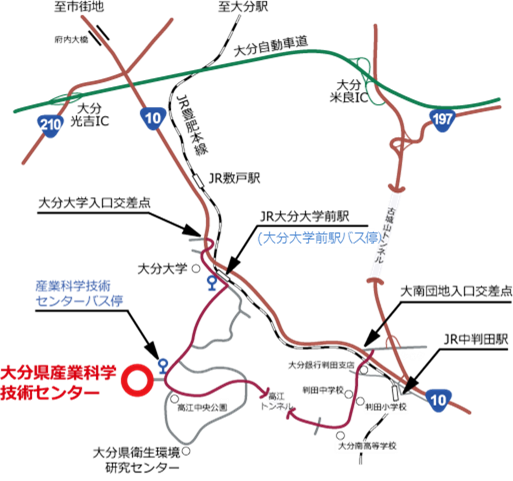 至市街地
至大分駅
府内大橋
大分自動車道
大分
光吉IC
大分
米良IC
210
10
197
JR豊肥本線
JR敷戸駅
古城山トンネル
大分大学入口交差点
JR大分大学前駅
(大分大学前駅バス停)
大分大学
産業科学技術
センターバス停
大南団地入口交差点
JR中判田駅
大分県産業科学
技術センター
大分銀行判田支店
判田中学校
判田小学校
10
高江中央公園
高江
トンネル
大分南高等学校
大分県衛生環境
研究センター